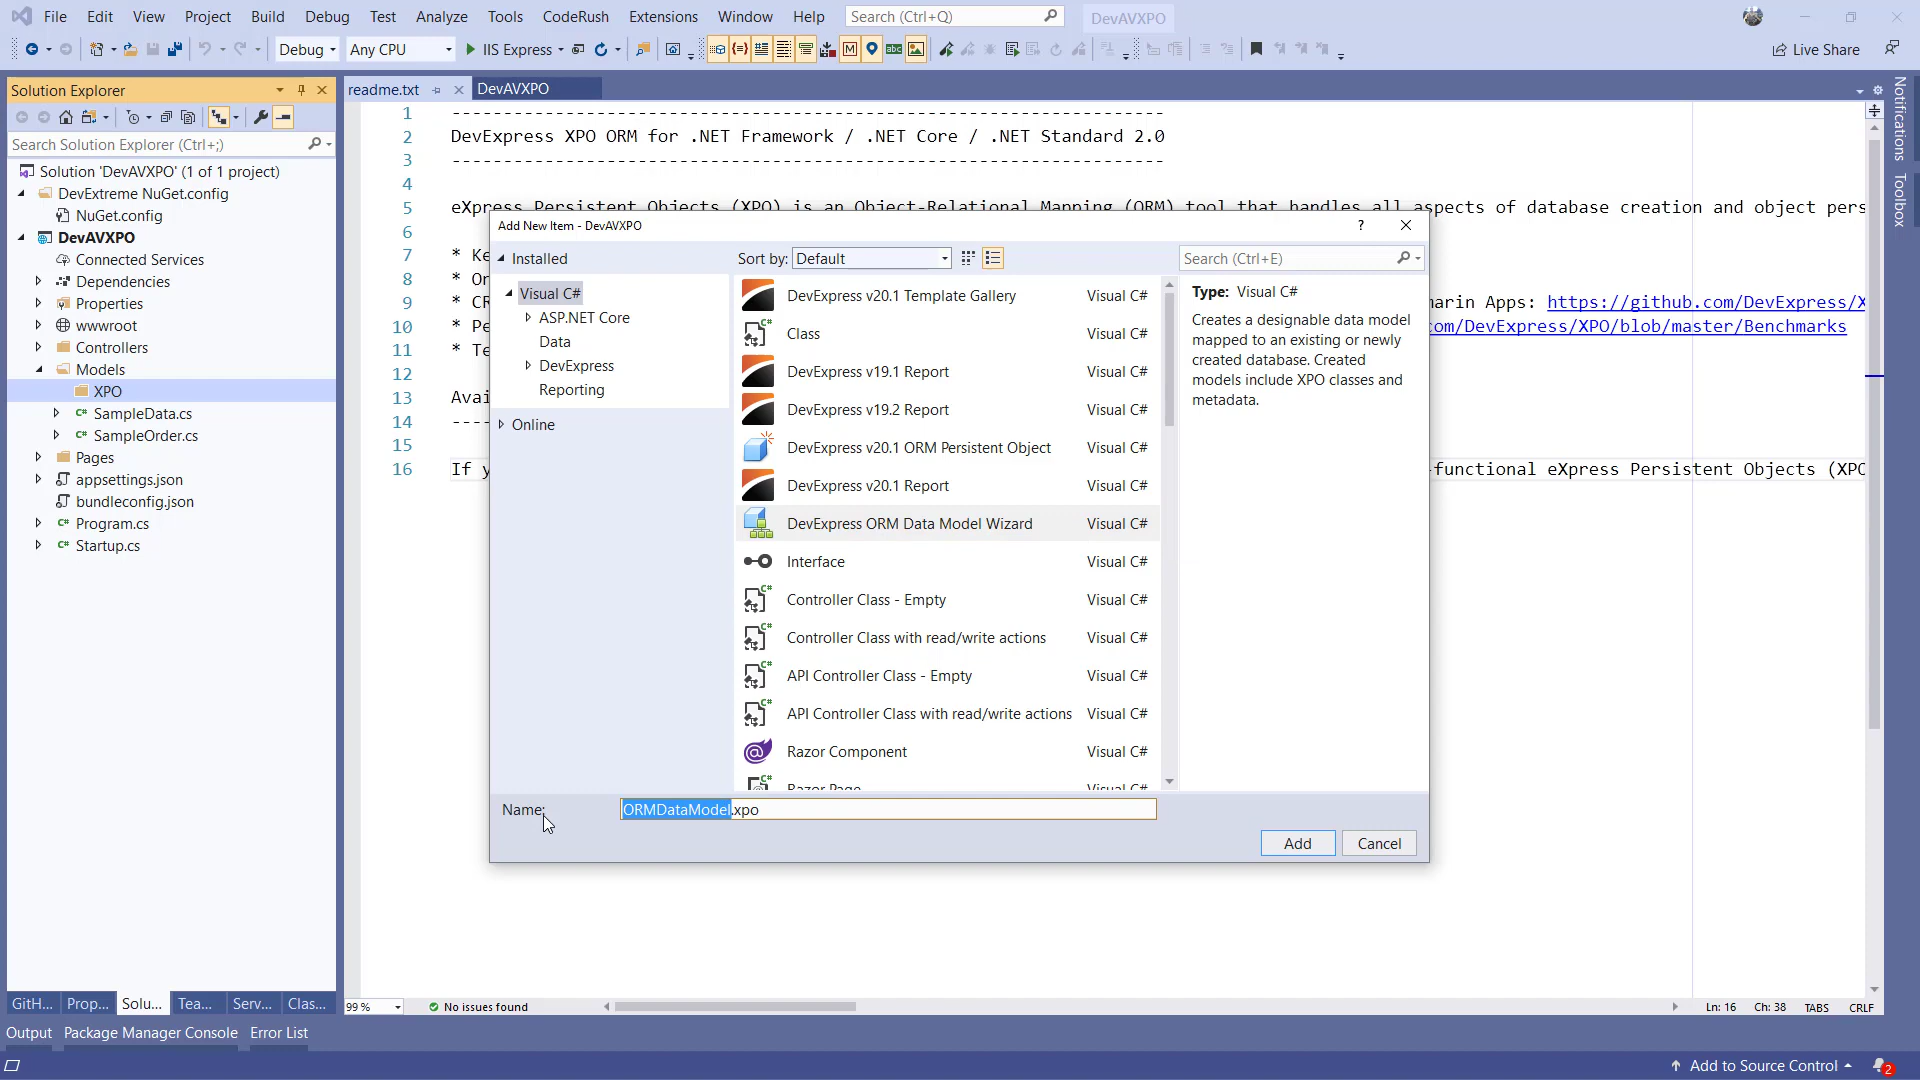 File Edit View Project Build Debug Test Analyze Tools CodeRush Extensions Window Help Search (Ctrl+Q) DevAVXPO
Debug Any CPU IIS Express Live Share
Solution Explorer
Search Solution Explorer (Ctrl+;)
Solution 'DevAVXPO' (1 of 1 project)
DevExtreme NuGet.config
NuGet.config
DevAVXPO
Connected Services
Dependencies
Properties
wwwroot
Controllers
Models
XPO
SampleData.cs
SampleOrder.cs
Pages
appsettings.json
bundleconfig.json
Program.cs
Startup.cs
GitH... Prop... Solu... Tea... Serv... Clas...
readme.txt DevAVXPO
1 ---------------------------------------------------------------------
2 DevExpress XPO ORM for .NET Framework / .NET Core / .NET Standard 2.0
3 ---------------------------------------------------------------------
4
5 eXpress Persistent Objects (XPO) is an Object-Relational Mapping (ORM) tool that handles all aspects of database creation and object pers
6
7 * Ke
8 * On
9 * CR marin Apps: https://github.com/DevExpress/X
10 * Pe com/DevExpress/XPO/blob/master/Benchmarks
11 * Te
12
13 Avai
14 ----
15
16 If y -functional eXpress Persistent Objects (XPO
Add New Item - DevAVXPO ?
Installed
Visual C#
ASP.NET Core
Data
DevExpress
Reporting
Online
Sort by: Default
Search (Ctrl+E)
DevExpress v20.1 Template Gallery Visual C#
Class Visual C#
DevExpress v19.1 Report Visual C#
DevExpress v19.2 Report Visual C#
DevExpress v20.1 ORM Persistent Object Visual C#
DevExpress v20.1 Report Visual C#
DevExpress ORM Data Model Wizard Visual C#
Interface Visual C#
Controller Class - Empty Visual C#
Controller Class with read/write actions Visual C#
API Controller Class - Empty Visual C#
API Controller Class with read/write actions Visual C#
Razor Component Visual C#
Razor Page
Type: Visual C#
Creates a designable data model
mapped to an existing or newly
created database. Created
models include XPO classes and
metadata.
Name: ORMDataModel.xpo
Add Cancel
Notifications
Toolbox
99 % No issues found Ln: 16 Ch: 38 TABS CRLF
Output Package Manager Console Error List
Add to Source Control 2